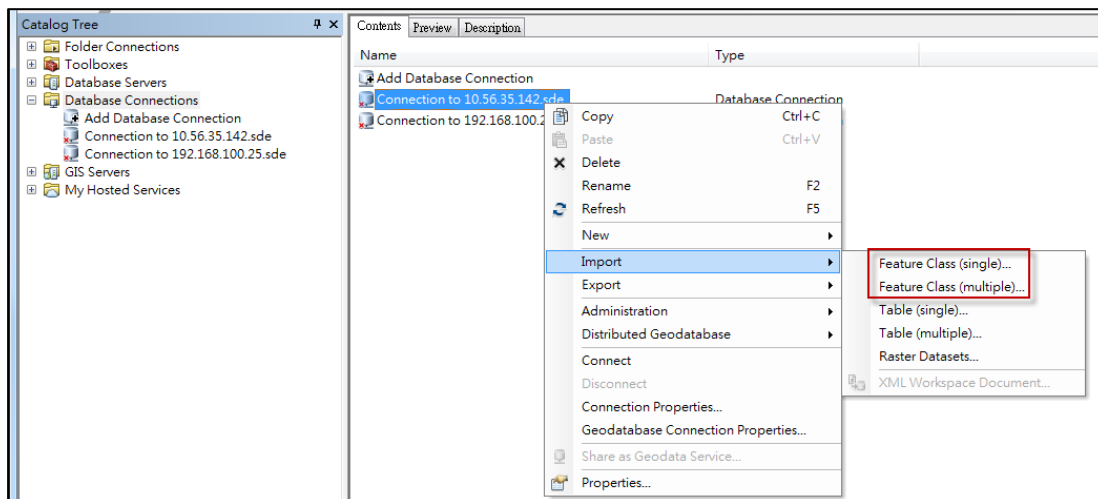 Catalog Tree
Folder Connections
Toolboxes
Database Servers
Database Connections
Add Database Connection
Connection to 10.56.35.142.sde
Connection to 192.168.100.25.sde
GIS Servers
My Hosted Services
Contents Preview Description
Name Type
Add Database Connection
Connection to 10.56.35.142.sde Database Connection
Connection to 192.168.100.2
Copy Ctrl+C
Paste Ctrl+V
Delete
Rename F2
Refresh F5
New
Import
Export
Administration
Distributed Geodatabase
Connect
Disconnect
Connection Properties...
Geodatabase Connection Properties...
Share as Geodata Service...
Properties...
Feature Class (single)...
Feature Class (multiple)...
Table (single)...
Table (multiple)...
Raster Datasets...
XML Workspace Document...